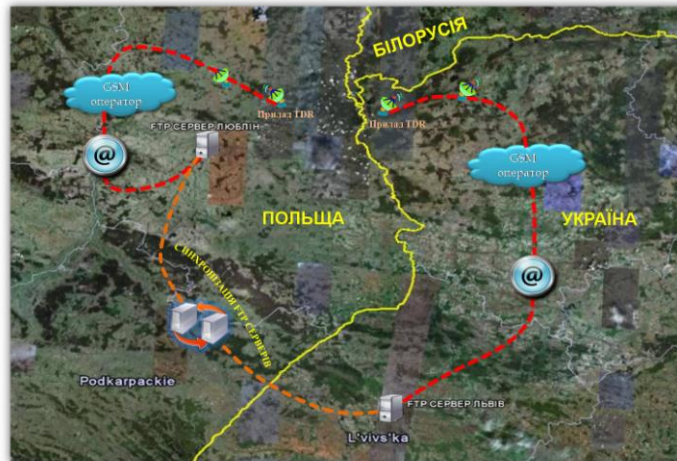 БІЛОРУСІЯ
GSM
оператор
Прилад TDR
Прилад TDR
FTP СЕРВЕР ЛЮБЛІН
@
GSM
оператор
ПОЛЬЩА
УКРАЇНА
СИНХРОНІЗАЦІЯ FTP СЕРВЕРІВ
@
Podkarpackie
FTP СЕРВЕР ЛЬВІВ
L'vivs'ka